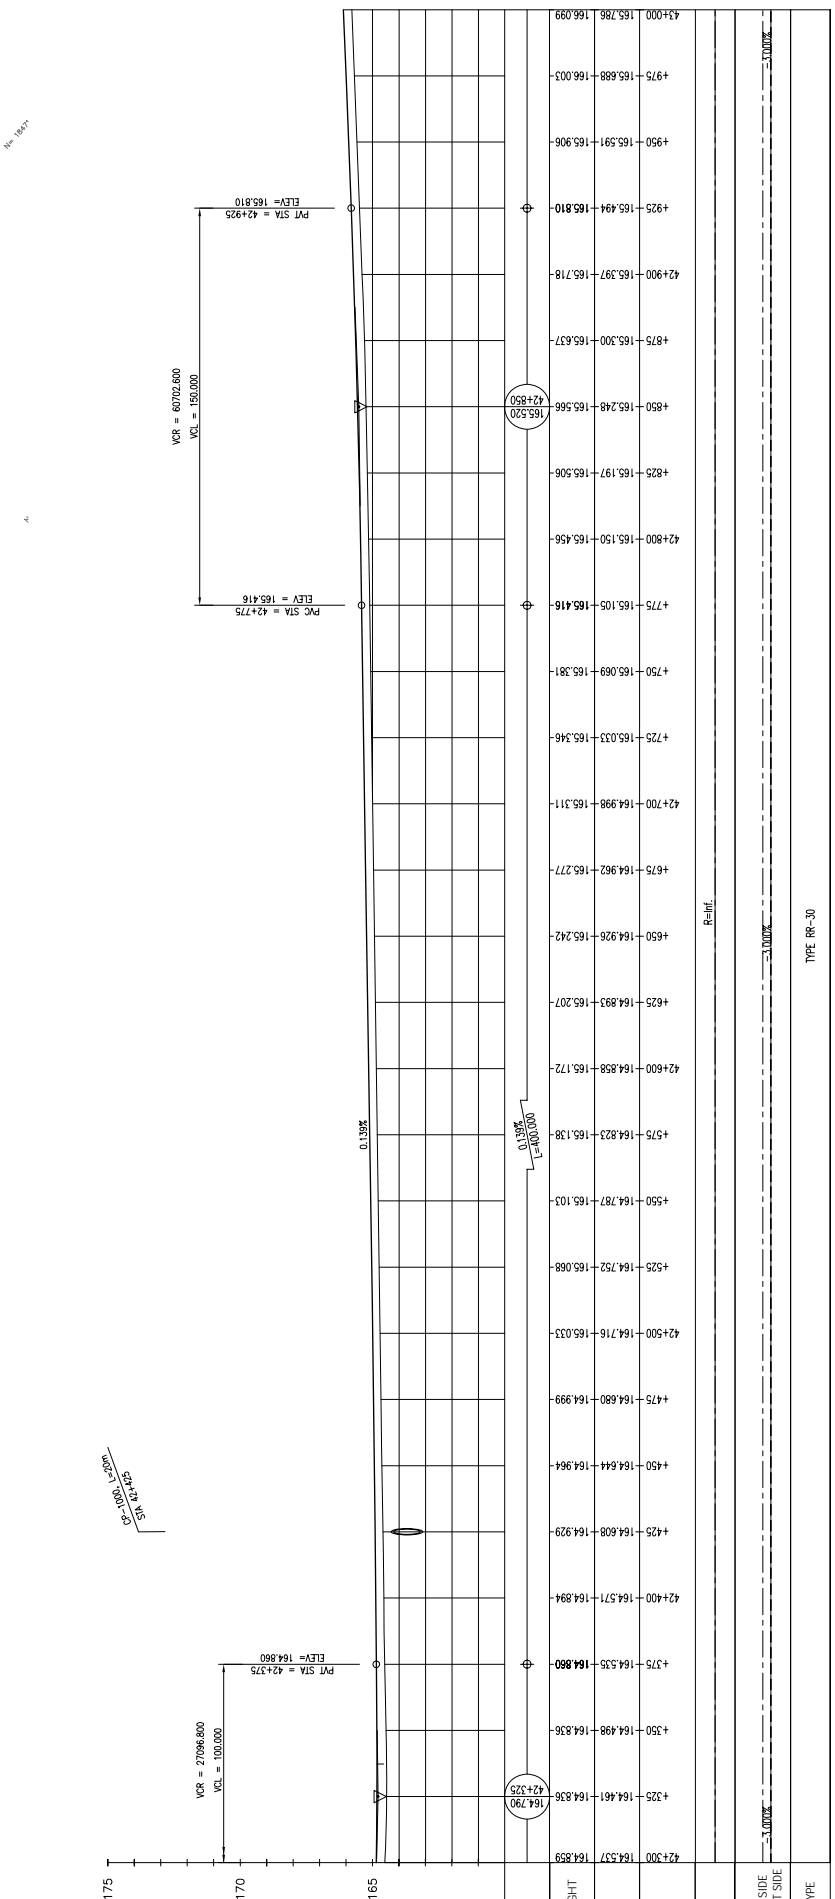 N= 1847
PVT STA = 42+925
ELEV= 165.810
VCR = 60702.600
VCL = 150.000
PVC STA = 42+775
ELEV = 165.416
0.139%
CP-1000, L=20m
STA 42+425
PVT STA = 42+375
ELEV= 164.860
VCR = 27096.800
VCL = 100.000
175
170
165
165.520
42+850
0.139%
L=400.000
164.790
42+325
166.099 165.786 43+000
166.003 165.688 +975
165.906 165.591 +950
165.810 165.494 +925
165.718 165.397 42+900
165.637 165.300 +875
165.566 165.248 +850
165.506 165.197 +825
165.456 165.150 42+800
165.416 165.105 +775
165.381 165.069 +750
165.346 165.033 +725
165.311 164.998 42+700
165.277 164.962 +675
165.242 164.926 +650
165.207 164.893 +625
165.172 164.858 42+600
165.138 164.823 +575
165.103 164.787 +550
165.068 164.752 +525
165.033 164.716 42+500
164.999 164.680 +475
164.964 164.644 +450
164.929 164.608 +425
164.894 164.571 42+400
164.860 164.535 +375
164.836 164.498 +350
164.836 164.461 +325
164.859 164.537 42+300
R=Inf.
-3.000%
-3.000%
-3.000%
TYPE RR-30
GHT
SIDE
T SIDE
YPE